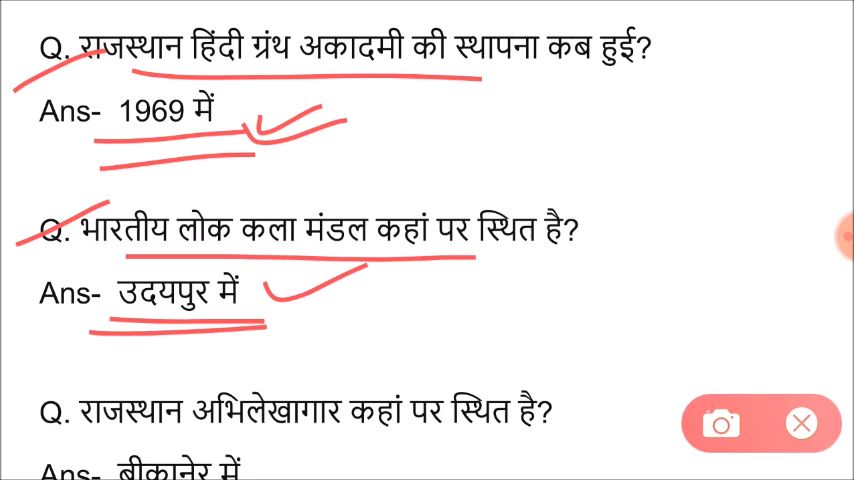 Q. राजस्थान हिंदी ग्रंथ अकादमी की स्थापना कब हुई?
Ans- 1969 में
Q. भारतीय लोक कला मंडल कहां पर स्थित है?
Ans- उदयपुर में
Q. राजस्थान अभिलेखागार कहां पर स्थित है?
Ans- बीकानेर में